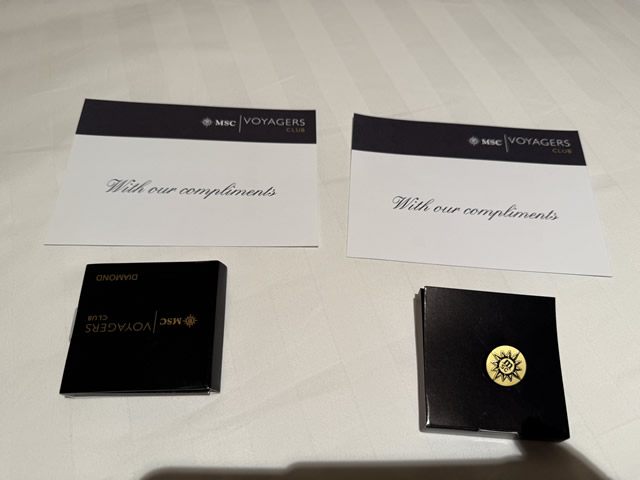 MSC | VOYAGERS
CLUB
With our compliments
MSC | VOYAGERS
CLUB
With our compliments
DIAMOND
MSC | VOYAGERS
CLUB